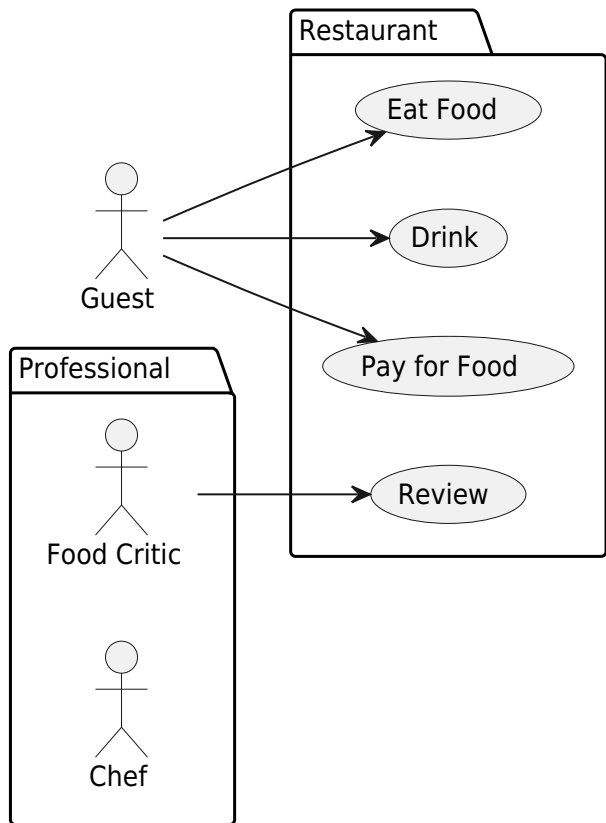 Restaurant
Eat Food
Drink
Guest
Pay for Food
Professional
Review
Food Critic
Chef